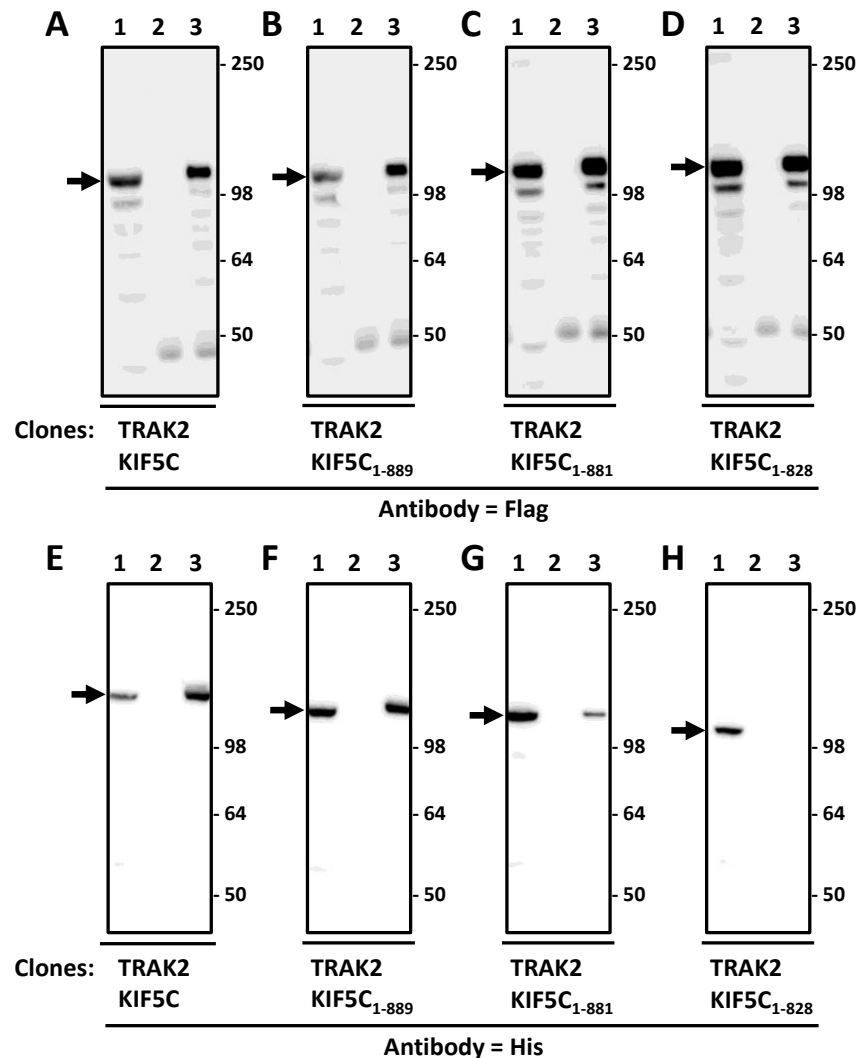 A 1 2 3 B 1 2 3 C 1 2 3 D 1 2 3
- 250 - 250 - 250 - 250
- 98 - 98 - 98 - 98
- 64 - 64 - 64 - 64
- 50 - 50 - 50 - 50
Clones: TRAK2 TRAK2 TRAK2 TRAK2
KIF5C KIF5C1-889 KIF5C1-881 KIF5C1-828
Antibody = Flag
E 1 2 3 F 1 2 3 G 1 2 3 H 1 2 3
- 250 - 250 - 250 - 250
- 98 - 98 - 98 - 98
- 64 - 64 - 64 - 64
- 50 - 50 - 50 - 50
Clones: TRAK2 TRAK2 TRAK2 TRAK2
KIF5C KIF5C1-889 KIF5C1-881 KIF5C1-828
Antibody = His